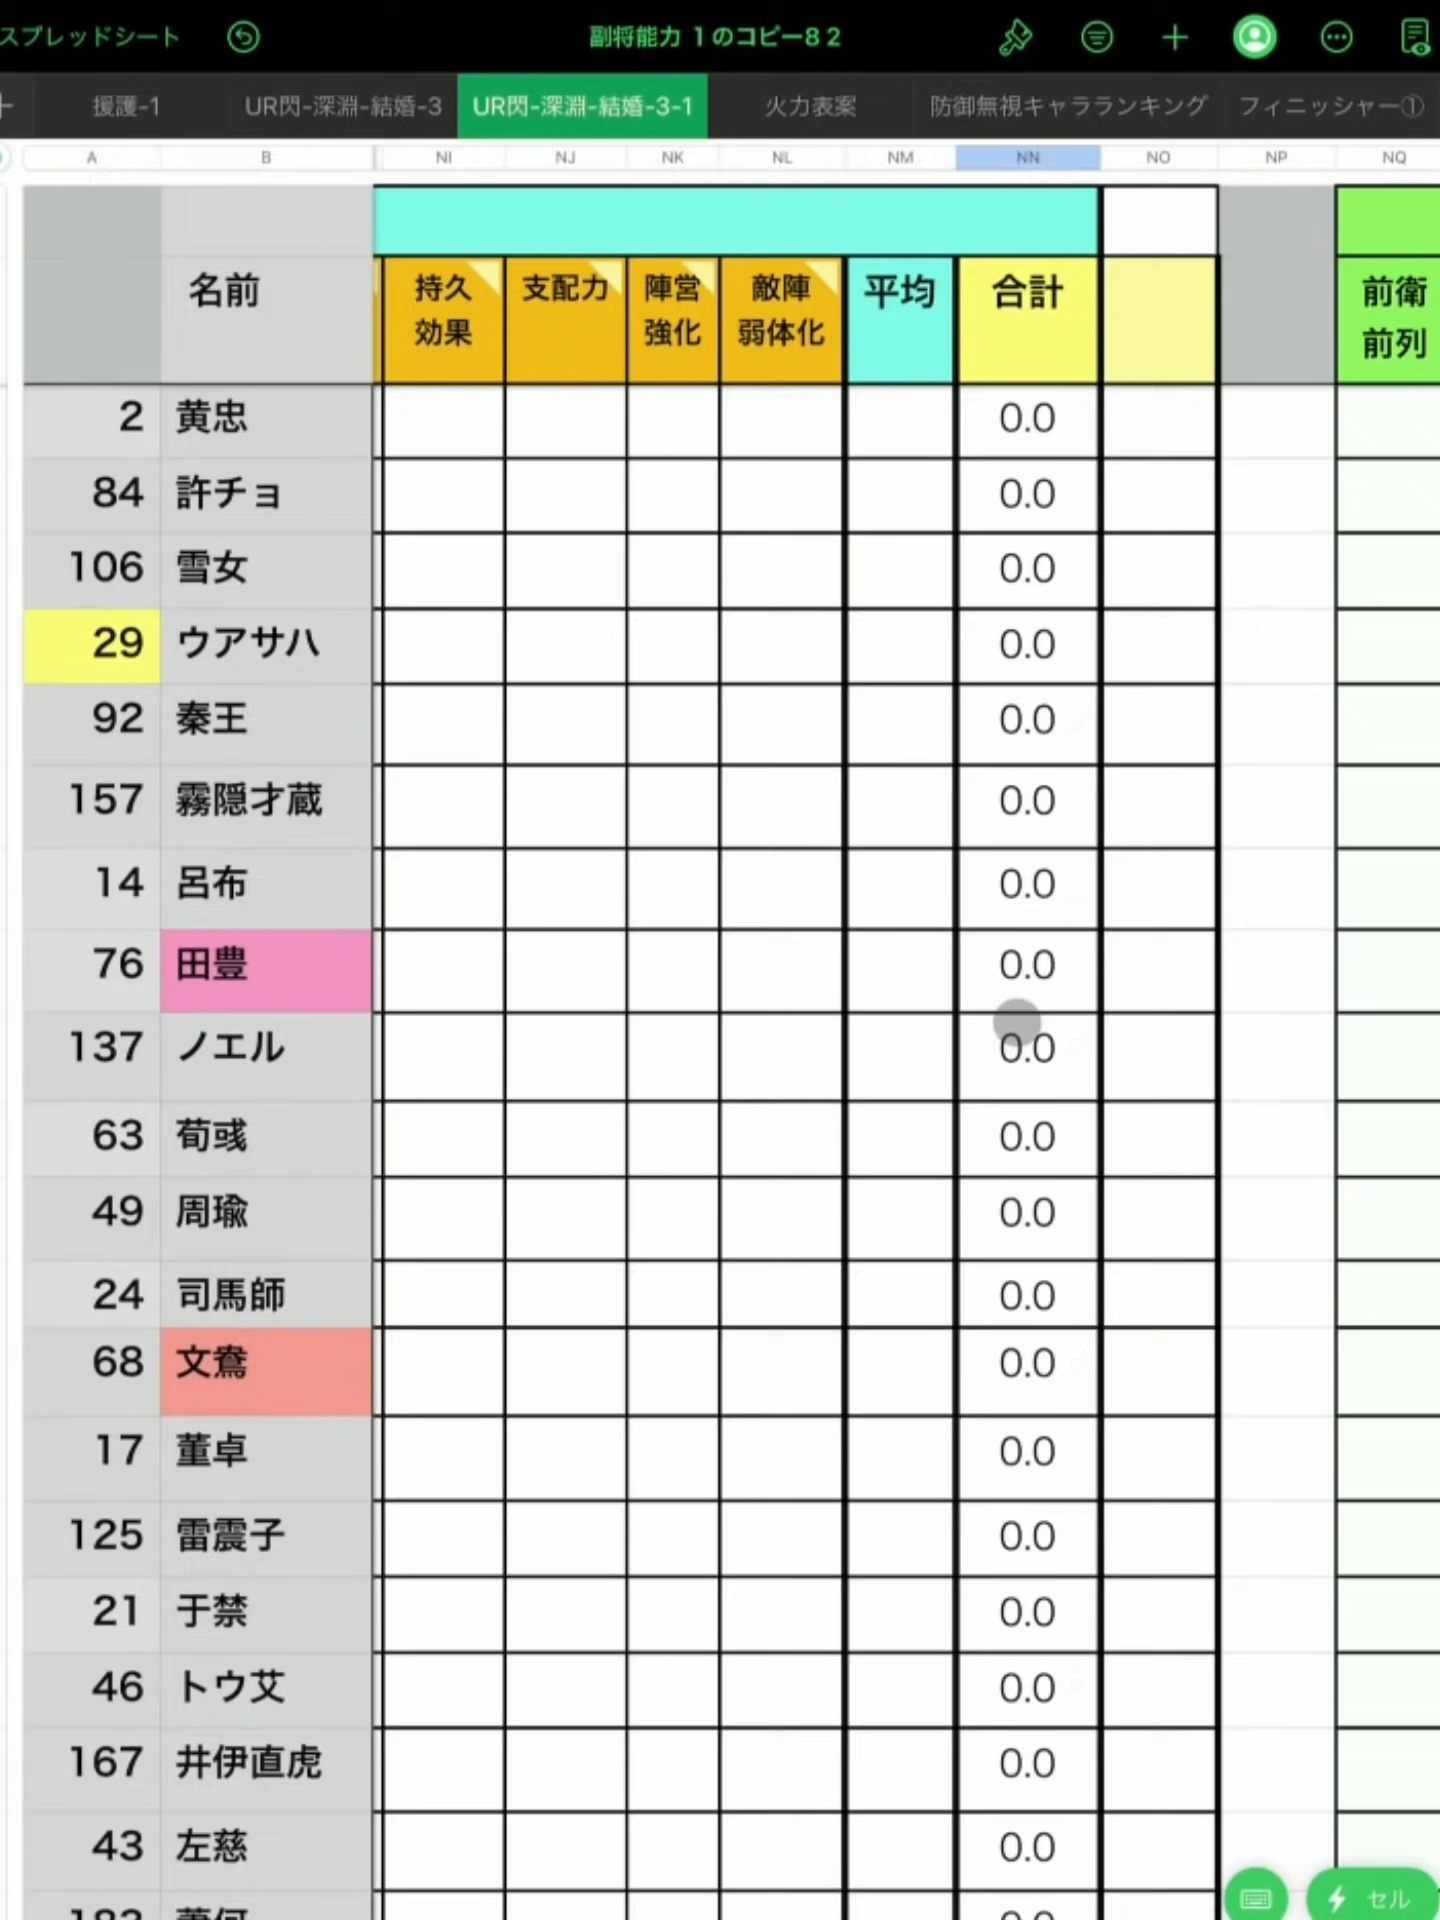 スプレッドシート 副将能力 1のコピー8 2
援護-1 UR閃-深淵-結婚-3 UR閃-深淵-結婚-3-1 火力表案 防御無視キャラランキング フィニッシャー①
A B NI NJ NK NL NM NN NO NP NQ
名前 持久効果 支配力 陣営強化 敵陣弱体化 平均 合計 前衛前列
2 黄忠 0.0
84 許チョ 0.0
106 雪女 0.0
29 ウアサハ 0.0
92 秦王 0.0
157 霧隠才蔵 0.0
14 呂布 0.0
76 田豊 0.0
137 ノエル 0.0
63 荀彧 0.0
49 周瑜 0.0
24 司馬師 0.0
68 文鴦 0.0
17 董卓 0.0
125 雷震子 0.0
21 于禁 0.0
46 トウ艾 0.0
167 井伊直虎 0.0
43 左慈 0.0
セル